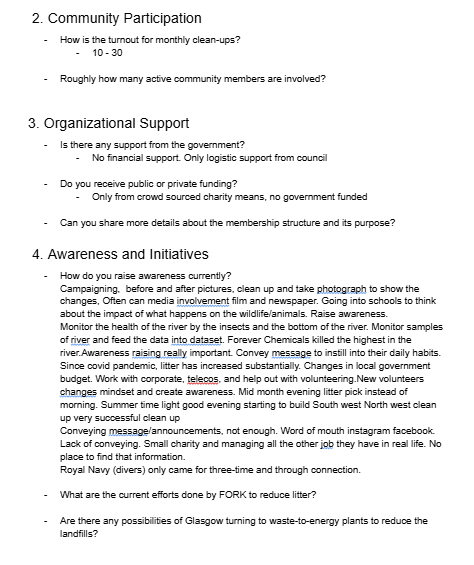 2. Community Participation
- How is the turnout for monthly clean-ups?
- 10 - 30
- Roughly how many active community members are involved?
3. Organizational Support
- Is there any support from the government?
- No financial support. Only logistic support from council
- Do you receive public or private funding?
- Only from crowd sourced charity means, no government funded
- Can you share more details about the membership structure and its purpose?
4. Awareness and Initiatives
- How do you raise awareness currently?
Campaigning, before and after pictures, clean up and take photograph to show the
changes, Often can media involvement film and newspaper. Going into schools to think
about the impact of what happens on the wildlife/animals. Raise awareness.
Monitor the health of the river by the insects and the bottom of the river. Monitor samples
of river and feed the data into dataset. Forever Chemicals killed the highest in the
river.Awareness raising really important. Convey message to instill into their daily habits.
Since covid pandemic, litter has increased substantially. Changes in local government
budget. Work with corporate, telecos, and help out with volunteering.New volunteers
changes mindset and create awareness. Mid month evening litter pick instead of
morning. Summer time light good evening starting to build South west North west clean
up very successful clean up
Conveying message/announcements, not enough. Word of mouth instagram facebook.
Lack of conveying. Small charity and managing all the other job they have in real life. No
place to find that information.
Royal Navy (divers) only came for three-time and through connection.
- What are the current efforts done by FORK to reduce litter?
- Are there any possibilities of Glasgow turning to waste-to-energy plants to reduce the
landfills?